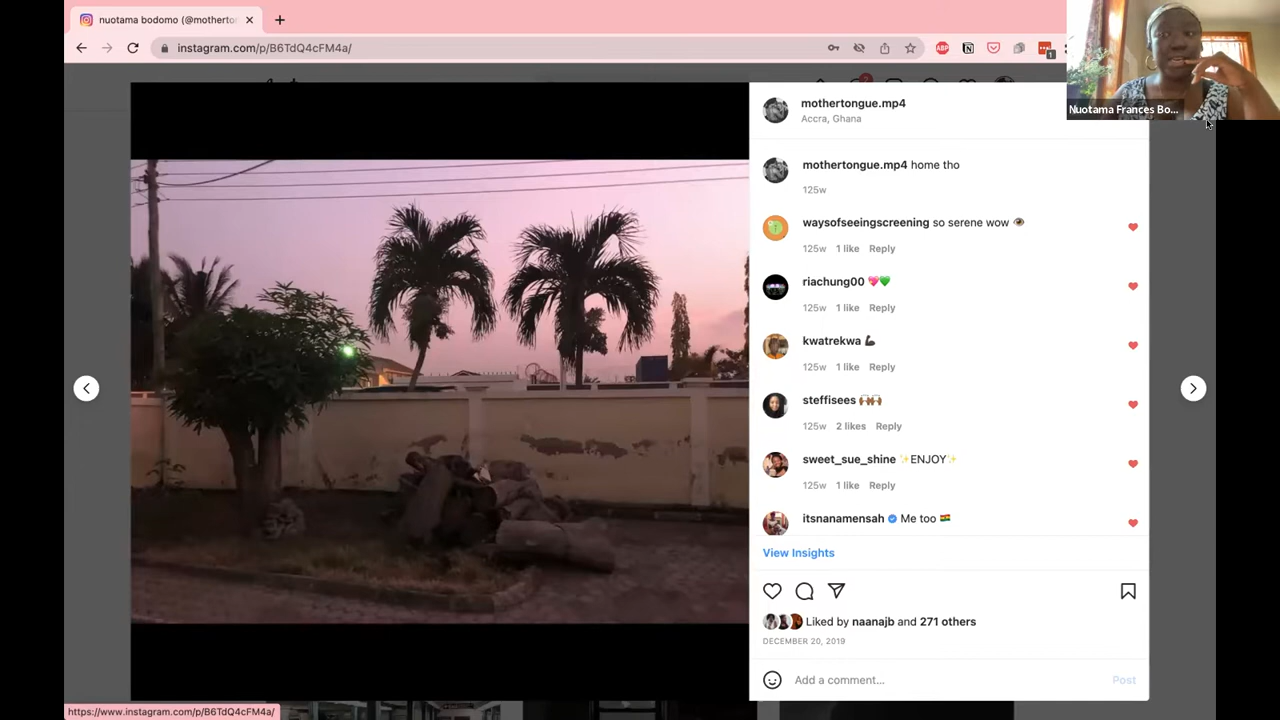 nuotama bodomo (@motherto
instagram.com/p/B6TdQ4cFM4a/
ABP
1
Nuotama Frances Bo...
mothertongue.mp4
Accra, Ghana
mothertongue.mp4 home tho
125w
waysofseeingscreening so serene wow 👁
125w 1 like Reply
riachung00 💖💚
125w 1 like Reply
kwatrekwa 💪🏿
125w 1 like Reply
steffisees 🙌🏾🙌🏾
125w 2 likes Reply
sweet_sue_shine ✨ENJOY✨
125w 1 like Reply
itsnanamensah Me too 🇬🇭
View Insights
Liked by naanajb and 271 others
DECEMBER 20, 2019
Add a comment... Post
https://www.instagram.com/p/B6TdQ4cFM4a/